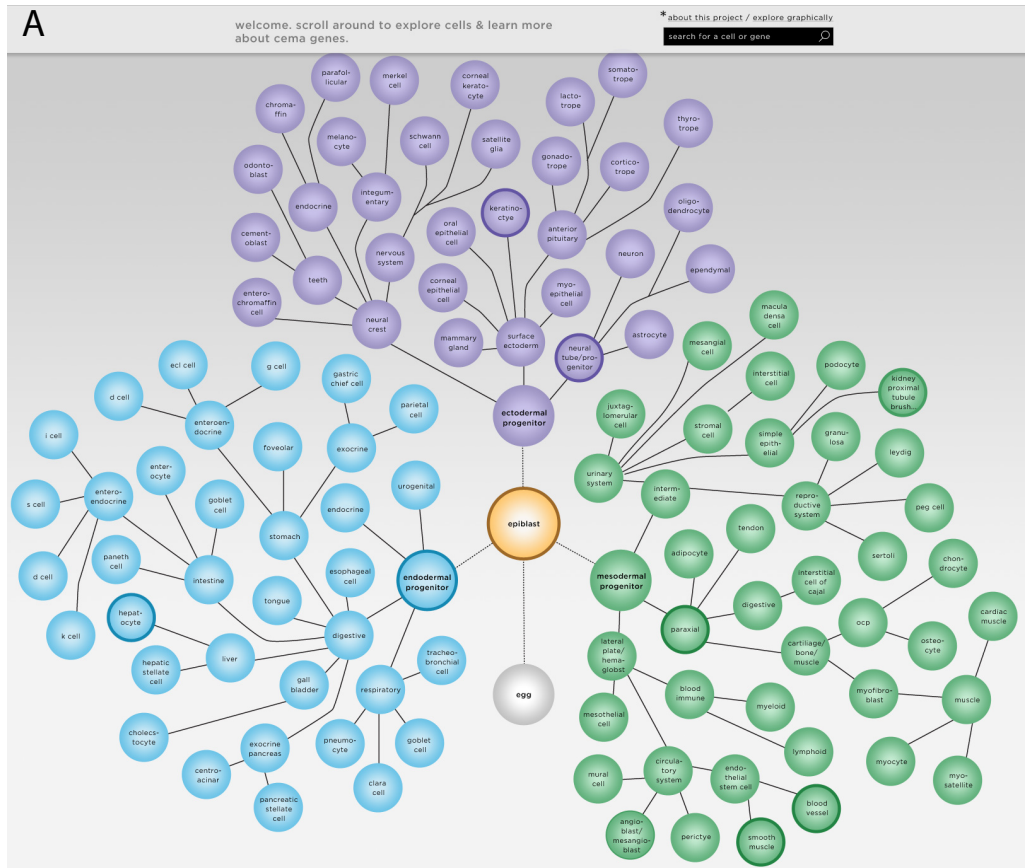 A
welcome. scroll around to explore cells & learn more
about cema genes.
*about this project / explore graphically
search for a cell or gene
parafol-
licular
merkel
cell
corneal
kerato-
cyte
somato-
trope
chroma-
ffin
lacto-
trope
melano-
cyte
schwann
cell
satellite
glia
thyro-
trope
odonto-
blast
gonado-
trope
cortico-
trope
endocrine
integum-
entary
keratino-
ctye
oligo-
dendrocyte
cement-
oblast
oral
epithelial
cell
anterior
pituitary
nervous
system
neuron
ependymal
teeth
entero-
chromaffin
cell
corneal
epithelial
cell
myo-
epithelial
cell
neural
crest
mammary
gland
surface
ectoderm
neural
tube/pro-
genitor
astrocyte
ectodermal
progenitor
macula
densa cell
mesangial
cell
interstitial
cell
podocyte
kidney
proximal
tubule
brush...
juxtag-
lomerular
cell
stromal
cell
simple
epith-
elial
granu-
losa
leydig
urinary
system
interm-
ediate
repro-
ductive
system
peg cell
tendon
sertoli
ecl cell
g cell
gastric
chief cell
d cell
parietal
cell
enteroen-
docrine
foveolar
exocrine
i cell
enter-
ocyte
urogenital
entero-
endocrine
goblet
cell
endocrine
s cell
stomach
epiblast
paneth
cell
esophageal
cell
d cell
intestine
endodermal
progenitor
tongue
hepat-
ocyte
digestive
k cell
hepatic
stellate
cell
liver
tracheo-
bronchial
cell
gall
bladder
respiratory
egg
cholecs-
tocyte
exocrine
pancreas
pneumo-
cyte
goblet
cell
centro-
acinar
clara
cell
pancreatic
stellate
cell
mesodermal
progenitor
adipocyte
interstitial
cell of
cajal
chon-
drocyte
digestive
paraxial
ocp
cardiac
muscle
lateral
plate/
hema-
globst
cartiliage/
bone/
muscle
osteo-
cyte
blood
immune
myofibro-
blast
muscle
mesothelial
cell
myeloid
lymphoid
myocyte
myo-
satellite
circula-
tory
system
endo-
thelial
stem cell
mural
cell
blood
vessel
angio-
blast/
mesangio-
blast
perictye
smooth
muscle